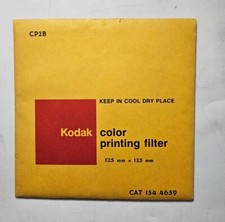 CP2B
KEEP IN COOL DRY PLACE
Kodak
color
printing filter
125 mm x 125 mm
CAT 154 4659